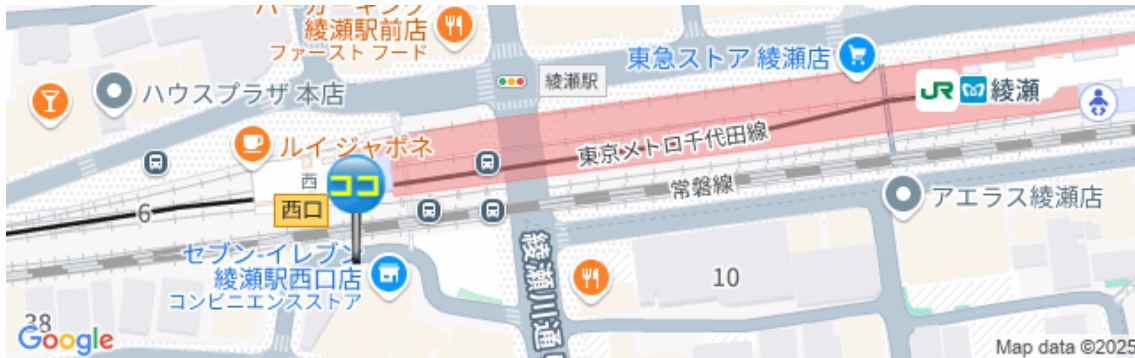 バーガーキング
綾瀬駅前店
ファースト フード
東急ストア 綾瀬店
綾瀬駅
JR 綾瀬
ハウスプラザ 本店
ルイ ジャポネ
東京メトロ千代田線
常磐線
西
ココ
西口
6
アエラス綾瀬店
セブン-イレブン
綾瀬駅西口店
コンビニエンスストア
綾瀬川通
10
38
Google
Map data ©2025